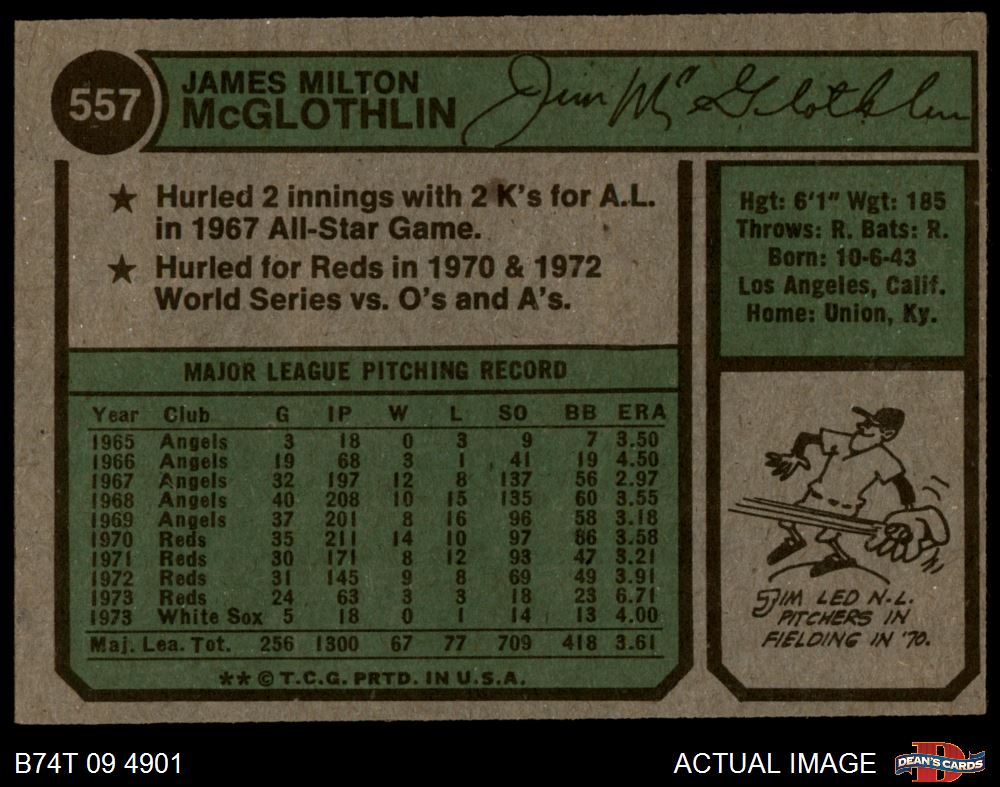 557
JAMES MILTON
McGLOTHLIN
Jim McGlothlin
★ Hurled 2 innings with 2 K's for A.L.
in 1967 All-Star Game.
★ Hurled for Reds in 1970 & 1972
World Series vs. O's and A's.
Hgt: 6'1" Wgt: 185
Throws: R. Bats: R.
Born: 10-6-43
Los Angeles, Calif.
Home: Union, Ky.
MAJOR LEAGUE PITCHING RECORD
Year Club G IP W L SO BB ERA
1965 Angels 3 18 0 3 9 7 3.50
1966 Angels 19 68 3 1 41 19 4.50
1967 Angels 32 197 12 8 137 56 2.97
1968 Angels 40 208 10 15 135 60 3.55
1969 Angels 37 201 8 16 96 58 3.18
1970 Reds 35 211 14 10 97 86 3.58
1971 Reds 30 171 8 12 93 47 3.21
1972 Reds 31 145 9 8 69 49 3.91
1973 Reds 24 63 3 3 18 23 6.71
1973 White Sox 5 18 0 1 14 13 4.00
Maj. Lea. Tot. 256 1300 67 77 709 418 3.61
** © T.C.G. PRTD. IN U.S.A.
JIM LED N.L.
PITCHERS IN
FIELDING IN '70.
B74T 09 4901
ACTUAL IMAGE
D
DEAN'S CARDS